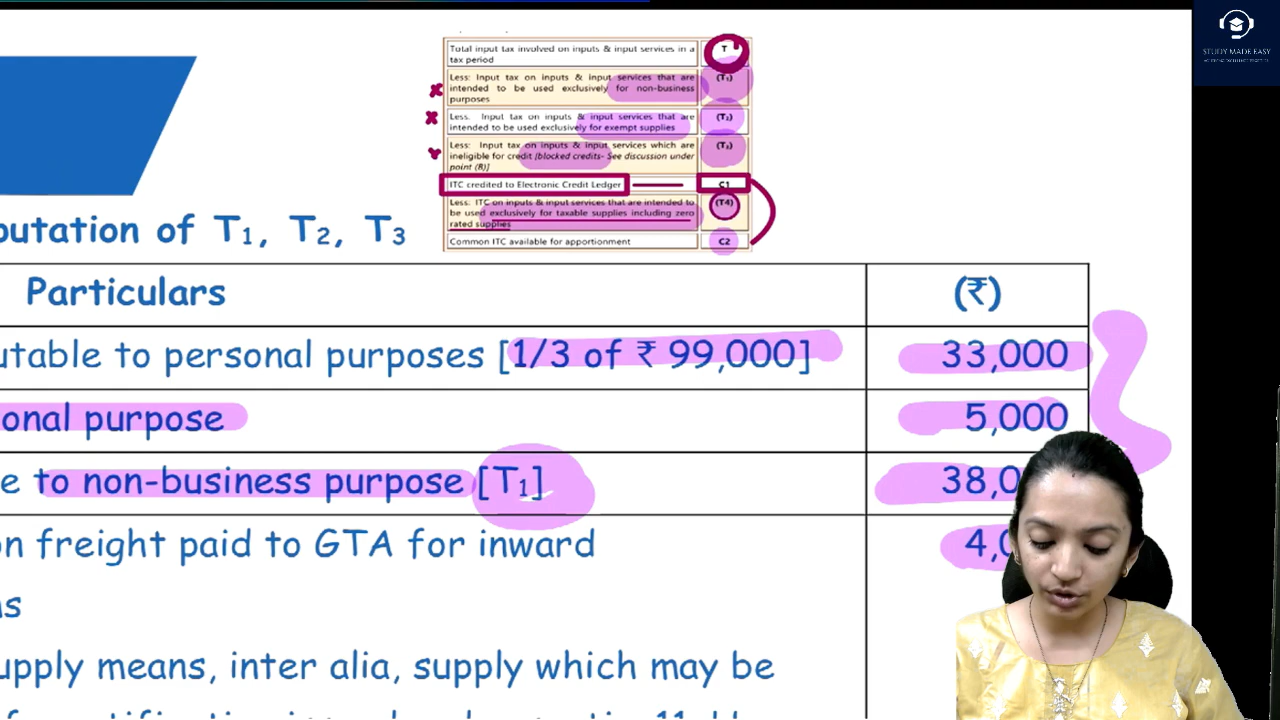 STUDY MADE EASY
Total input tax involved on inputs & input services in a
tax period
T
Less: Input tax on inputs & input services that are
intended to be used exclusively for non-business
purposes
(T₁)
Less. Input tax on inputs & input services that are
intended to be used exclusively for exempt supplies
(T₂)
Less: Input tax on inputs & input services which are
ineligible for credit [blocked credits- See discussion under
point (B)]
(T₃)
ITC credited to Electronic Credit Ledger
C1
Less: ITC on inputs & input services that are intended to
be used exclusively for taxable supplies including zero
rated supplies
(T4)
Common ITC available for apportionment
C2
putation of T₁, T₂, T₃
Particulars
(₹)
utable to personal purposes [1/3 of ₹ 99,000]
33,000
onal purpose
5,000
e to non-business purpose [T₁]
38,0
on freight paid to GTA for inward
4,0
ns
upply means, inter alia, supply which may be